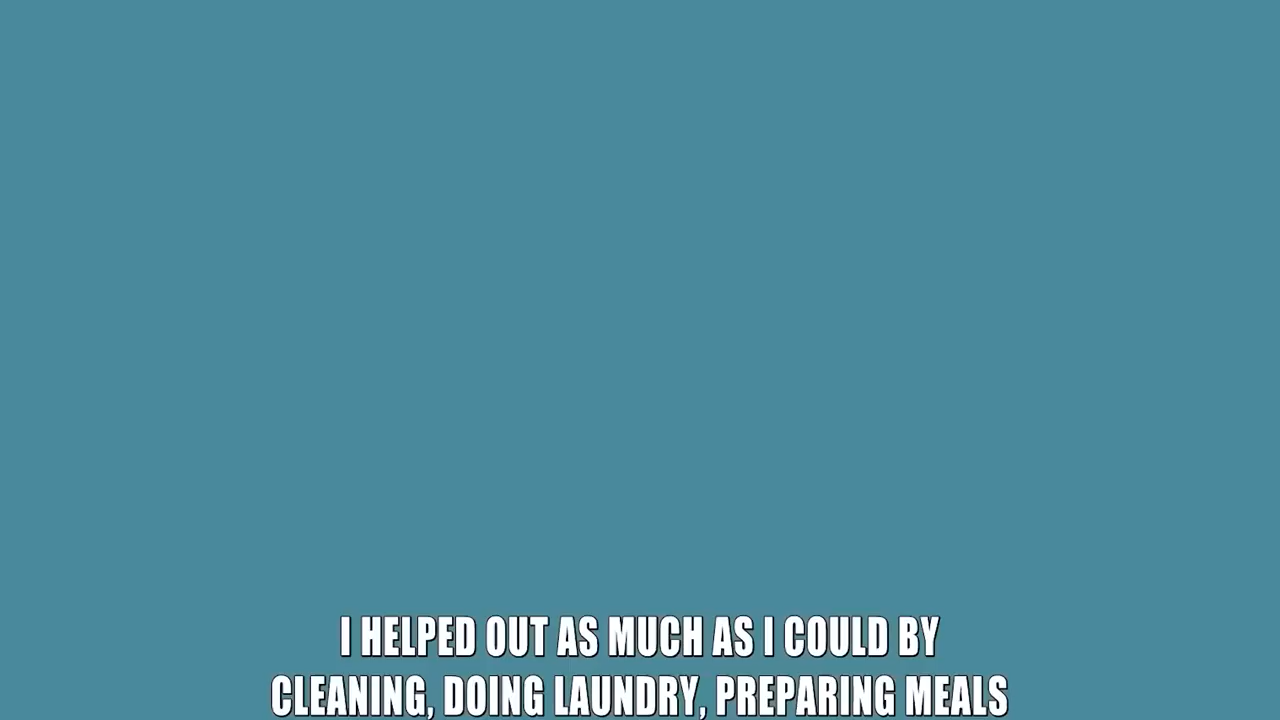 I HELPED OUT AS MUCH AS I COULD BY
CLEANING, DOING LAUNDRY, PREPARING MEALS